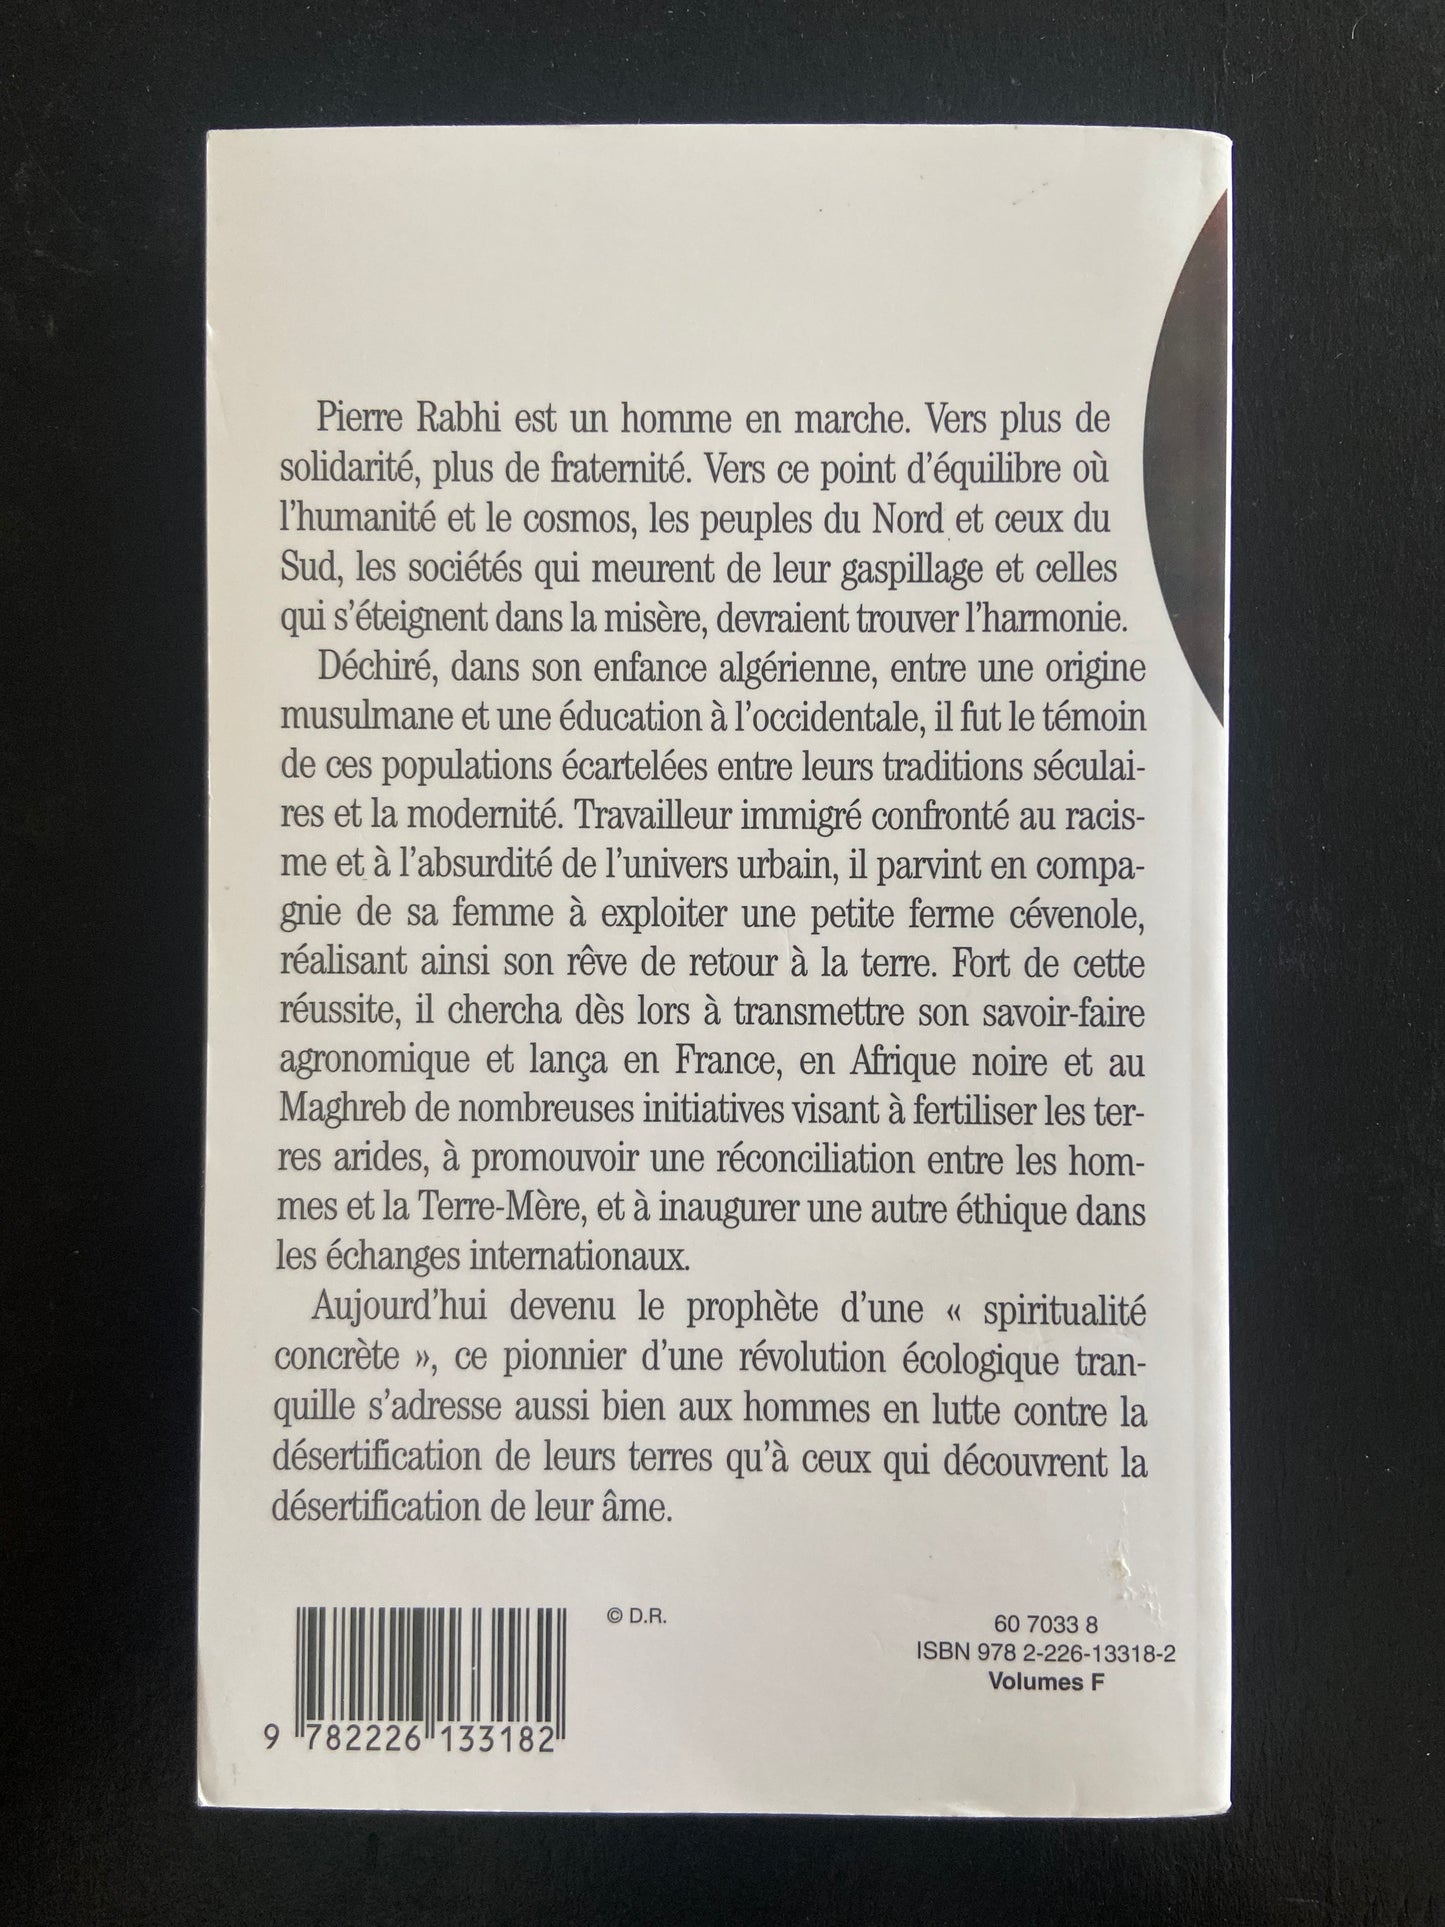 Pierre Rabhi est un homme en marche. Vers plus de
solidarité, plus de fraternité. Vers ce point d'équilibre où
l'humanité et le cosmos, les peuples du Nord et ceux du
Sud, les sociétés qui meurent de leur gaspillage et celles
qui s'éteignent dans la misère, devraient trouver l'harmonie.
Déchiré, dans son enfance algérienne, entre une origine
musulmane et une éducation à l'occidentale, il fut le témoin
de ces populations écartelées entre leurs traditions séculai-
res et la modernité. Travailleur immigré confronté au racis-
me et à l'absurdité de l'univers urbain, il parvint en compa-
gnie de sa femme à exploiter une petite ferme cévenole,
réalisant ainsi son rêve de retour à la terre. Fort de cette
réussite, il chercha dès lors à transmettre son savoir-faire
agronomique et lança en France, en Afrique noire et au
Maghreb de nombreuses initiatives visant à fertiliser les ter-
res arides, à promouvoir une réconciliation entre les hom-
mes et la Terre-Mère, et à inaugurer une autre éthique dans
les échanges internationaux.
Aujourd'hui devenu le prophète d'une « spiritualité
concrète », ce pionnier d'une révolution écologique tran-
quille s'adresse aussi bien aux hommes en lutte contre la
désertification de leurs terres qu'à ceux qui découvrent la
désertification de leur âme.
© D.R.
60 7033 8
ISBN 978 2-226-13318-2
Volumes F
9 782226 133182